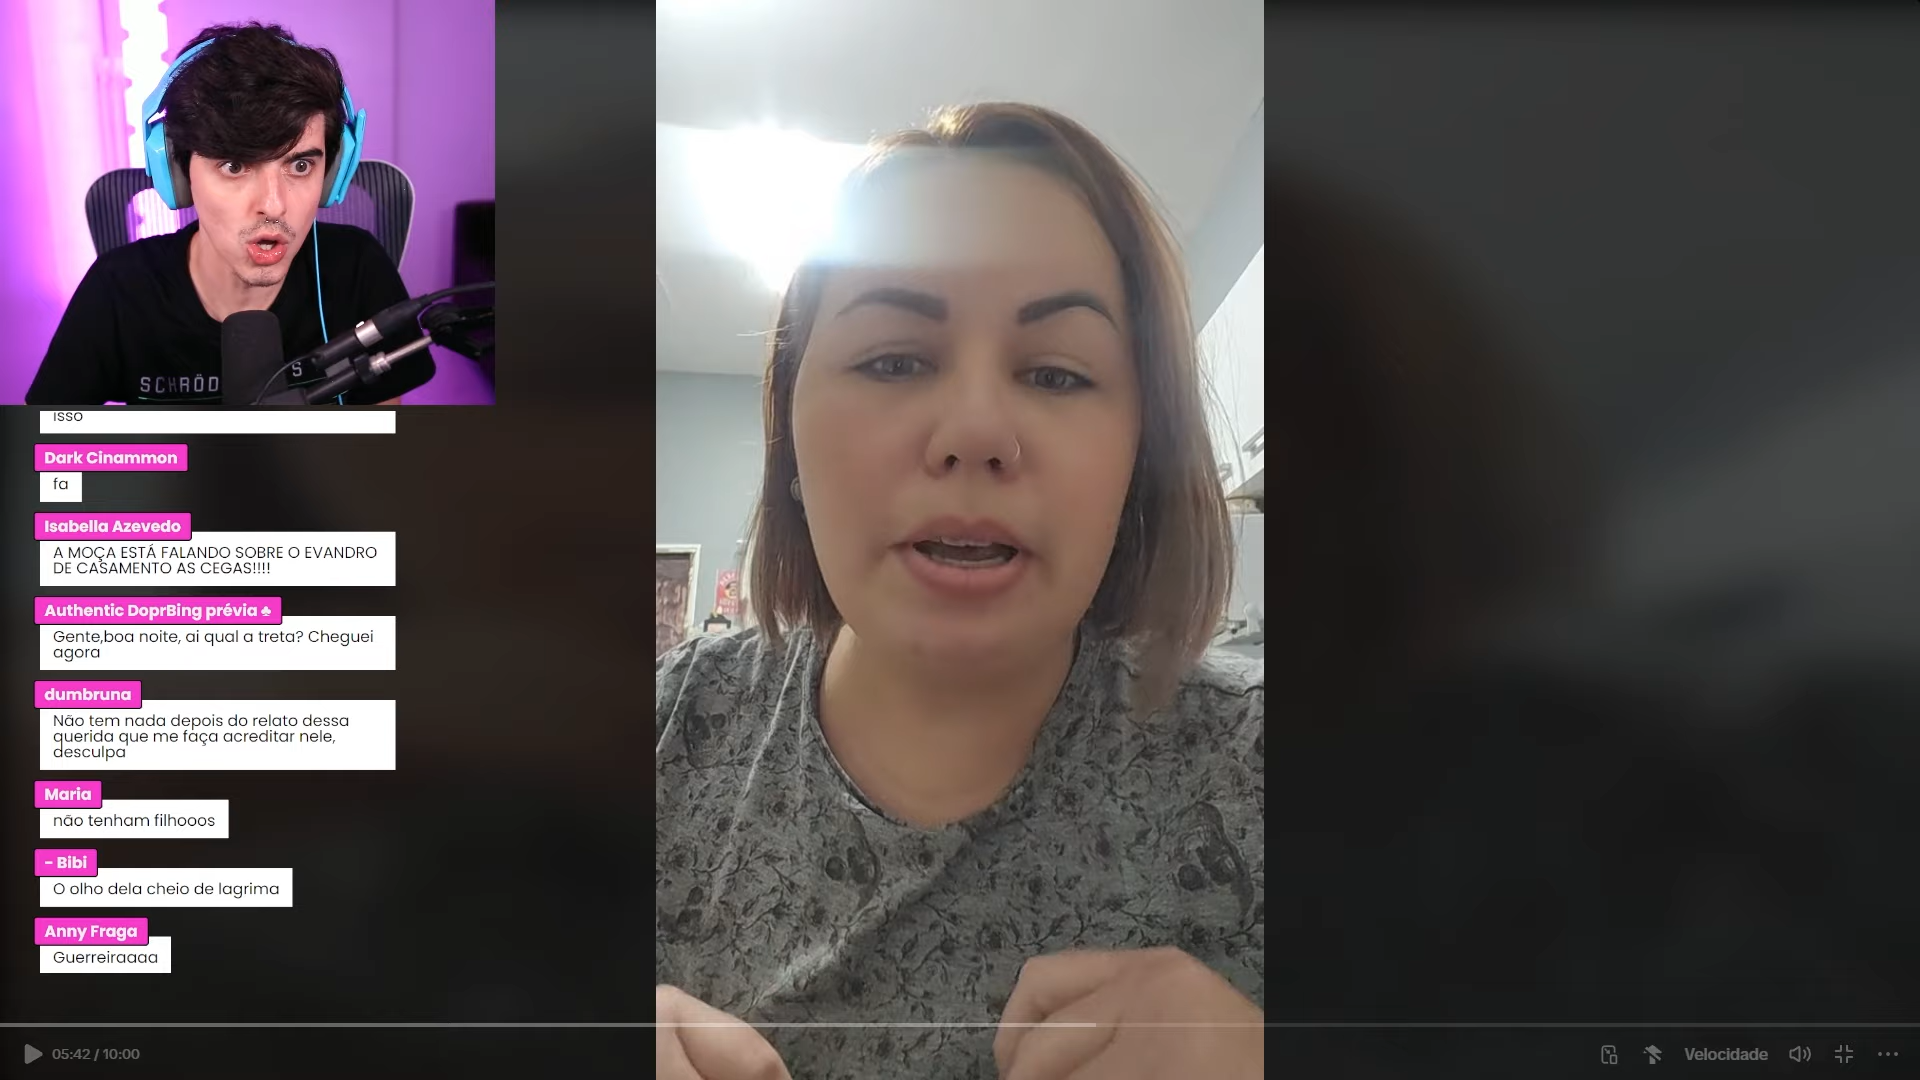 SCHRÖD
S
isso
Dark Cinammon
fa
Isabella Azevedo
A MOÇA ESTÁ FALANDO SOBRE O EVANDRO
DE CASAMENTO AS CEGAS!!!!
Authentic DoprBing prévia ♣
Gente,boa noite, ai qual a treta? Cheguei
agora
dumbruna
Não tem nada depois do relato dessa
querida que me faça acreditar nele,
desculpa
Maria
não tenham filhooos
- Bibi
O olho dela cheio de lagrima
Anny Fraga
Guerreiraaaa
05:42 / 10:00
Velocidade